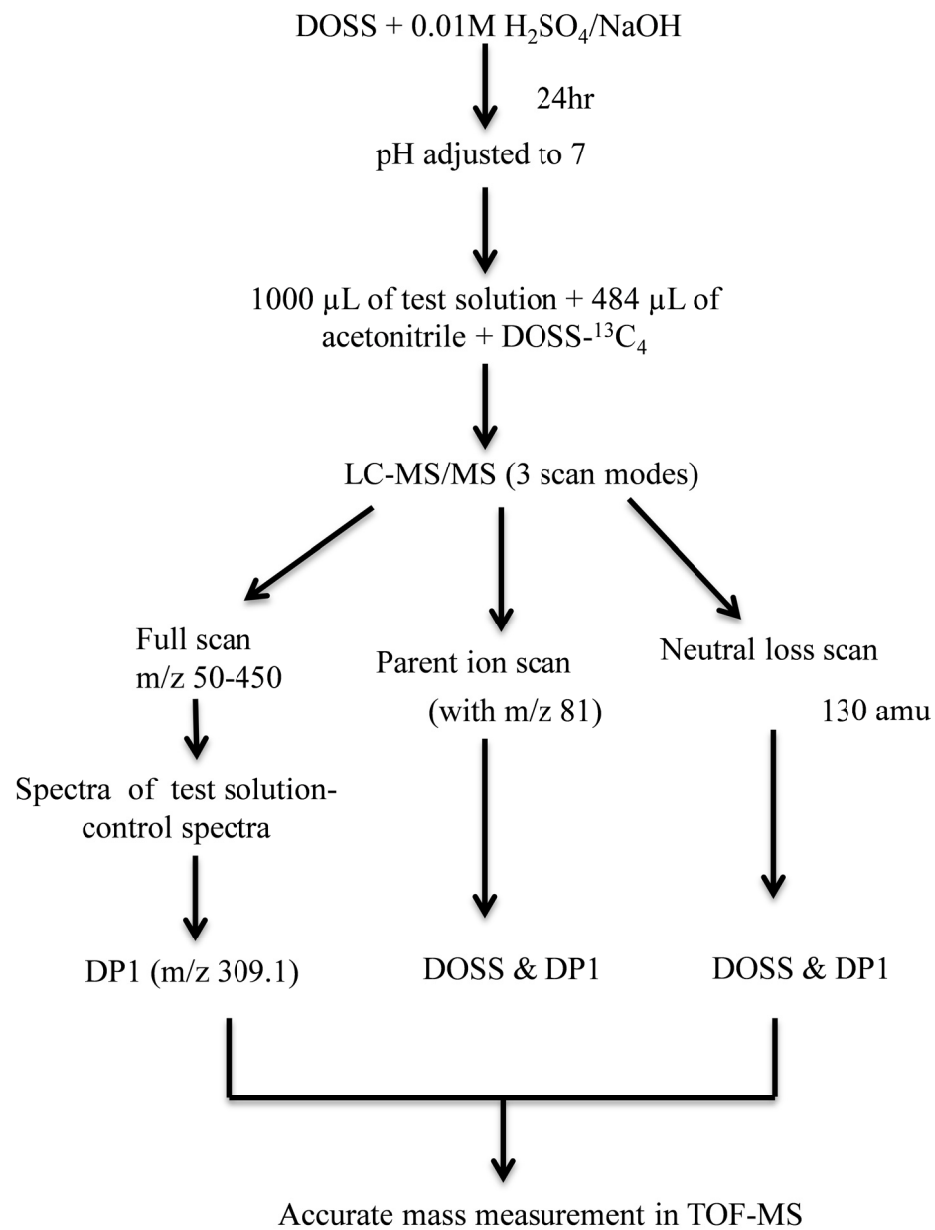 DOSS + 0.01M H₂SO₄/NaOH
24hr
pH adjusted to 7
1000 µL of test solution + 484 µL of
acetonitrile + DOSS-¹³C₄
LC-MS/MS (3 scan modes)
Full scan
m/z 50-450
Parent ion scan
(with m/z 81)
Neutral loss scan
130 amu
Spectra of test solution-
control spectra
DP1 (m/z 309.1)
DOSS & DP1
DOSS & DP1
Accurate mass measurement in TOF-MS